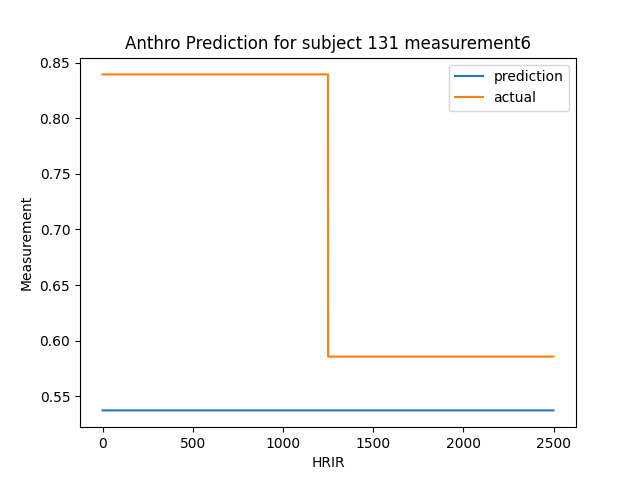 Anthro Prediction for subject 131 measurement6
prediction
actual
Measurement
0.85
0.80
0.75
0.70
0.65
0.60
0.55
0 500 1000 1500 2000 2500
HRIR